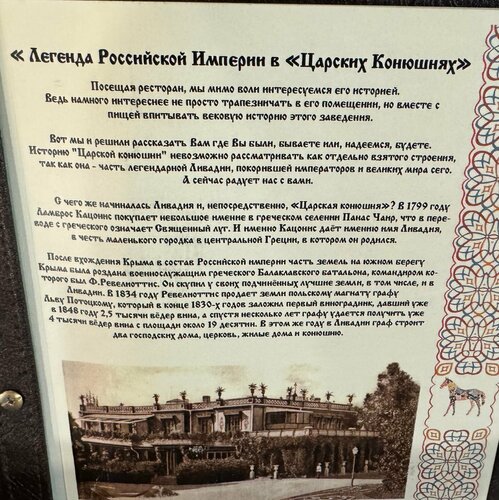 « Легенда Российской Империи в «Царских Конюшнях»
Посещая ресторан, мы мимо воли интересуемся его историей.
Ведь намного интереснее не просто трапезничать в его помещении, но вместе с
пищей впитывать вековую историю этого заведения.
Вот мы и решили рассказать Вам где Вы были, бываете или, надеемся, будете.
Историю "Царской конюшни" невозможно рассматривать как отдельно взятого строения,
так как она - часть легендарной Ливадии, покорившей императоров и великих мира сего.
А сейчас радует нас с вами.
С чего же начиналась Ливадия и, непосредственно, «Царская конюшня»? В 1799 году
Ламброс Кацонис покупает небольшое имение в греческом селении Панас Чаир, что в пере-
воде с греческого означает Священный луг. И именно Кацонис даёт имению имя Ливадия,
в честь маленького городка в центральной Греции, в котором он родился.
После вхождения Крыма в состав Российской империи часть земель на южном берегу
Крыма была роздана военнослужащим греческого Балаклавского батальона, командиром ко-
торого был Ф.Ревелиоттис. Он скупил у своих подчинённых лучшие земли, в том числе, и в
Ливадии. В 1834 году Ревелиоттис продает земли польскому магнату графу
Льву Потоцкому, который в конце 1830-х годов заложил первый виноградник, давший уже
в 1848 году 2,5 тысячи вёдер вина, а спустя несколько лет графу удается получить уже
4 тысячи вёдер вина с площади около 19 десятин. В этом же году в Ливадии граф строит
два господских дома, церковь, жилые дома и конюшню.